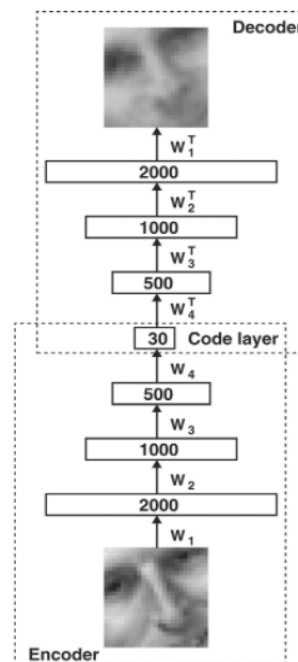 Decoder
W₁ᵀ
2000
W₂ᵀ
1000
W₃ᵀ
500
W₄ᵀ
30 Code layer
W₄
500
W₃
1000
W₂
2000
W₁
Encoder